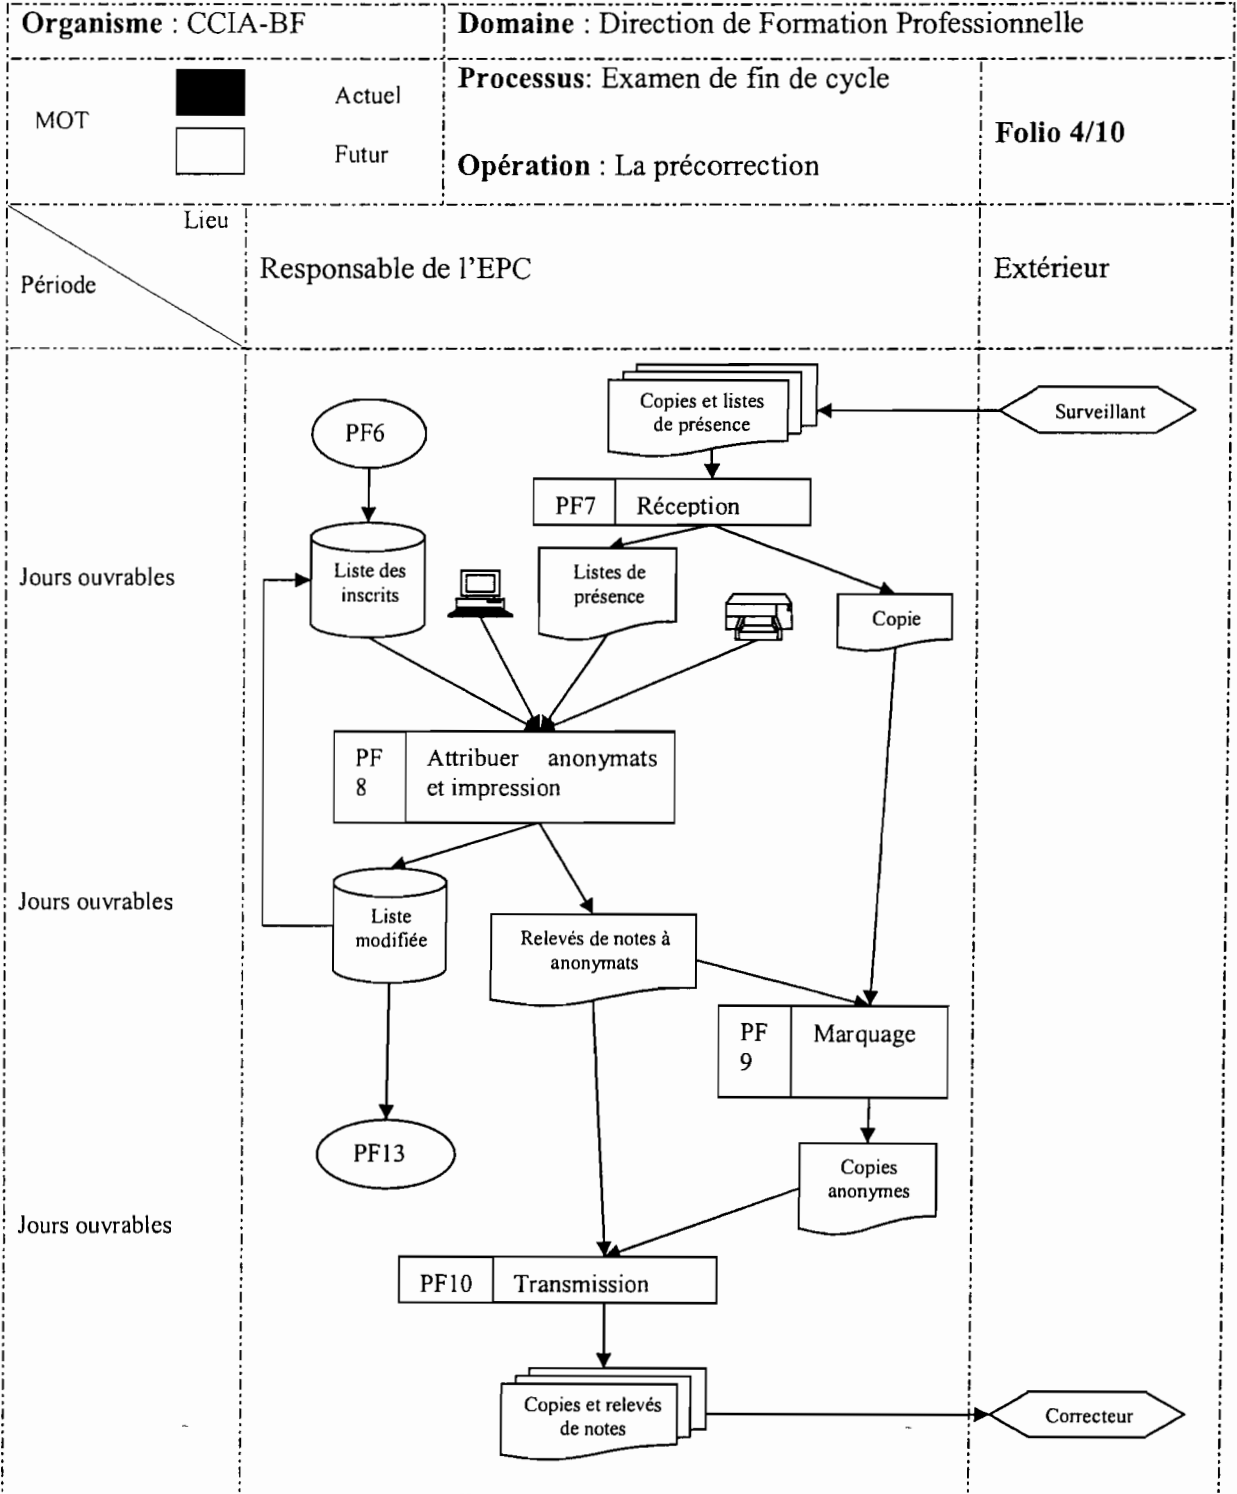 Organisme : CCIA-BF
Domaine : Direction de Formation Professionnelle
MOT
Actuel
Futur
Processus: Examen de fin de cycle
Opération : La précorrection
Folio 4/10
Lieu
Période
Responsable de l'EPC
Extérieur
Copies et listes
de présence
Surveillant
PF6
PF7
Réception
Jours ouvrables
Liste des
inscrits
Listes de
présence
Copie
PF
8
Attribuer anonymats
et impression
Jours ouvrables
Liste
modifiée
Relevés de notes à
anonymats
PF
9
Marquage
PF13
Copies
anonymes
Jours ouvrables
PF10
Transmission
Copies et relevés
de notes
Correcteur